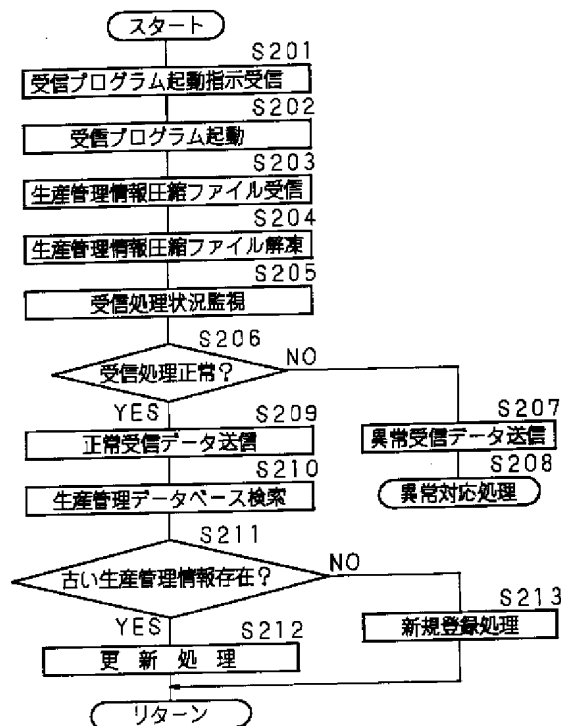 スタート
S201
受信プログラム起動指示受信
S202
受信プログラム起動
S203
生産管理情報圧縮ファイル受信
S204
生産管理情報圧縮ファイル解凍
S205
受信処理状況監視
S206
受信処理正常?
NO
YES
S209
正常受信データ送信
S207
異常受信データ送信
S210
生産管理データベース検索
S208
異常対応処理
S211
古い生産管理情報存在?
NO
YES
S212
更新処理
S213
新規登録処理
リターン